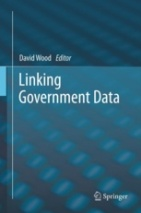 David Wood Editor
Linking
Government Data
Springer